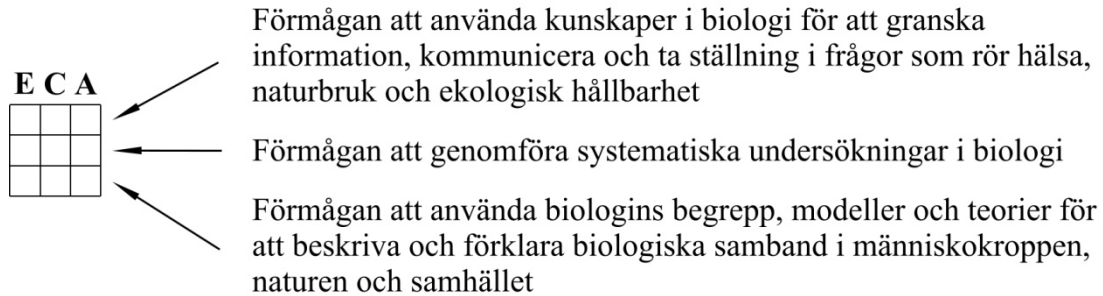 Förmågan att använda kunskaper i biologi för att granska
information, kommunicera och ta ställning i frågor som rör hälsa,
naturbruk och ekologisk hållbarhet
E C A
Förmågan att genomföra systematiska undersökningar i biologi
Förmågan att använda biologins begrepp, modeller och teorier för
att beskriva och förklara biologiska samband i människokroppen,
naturen och samhället